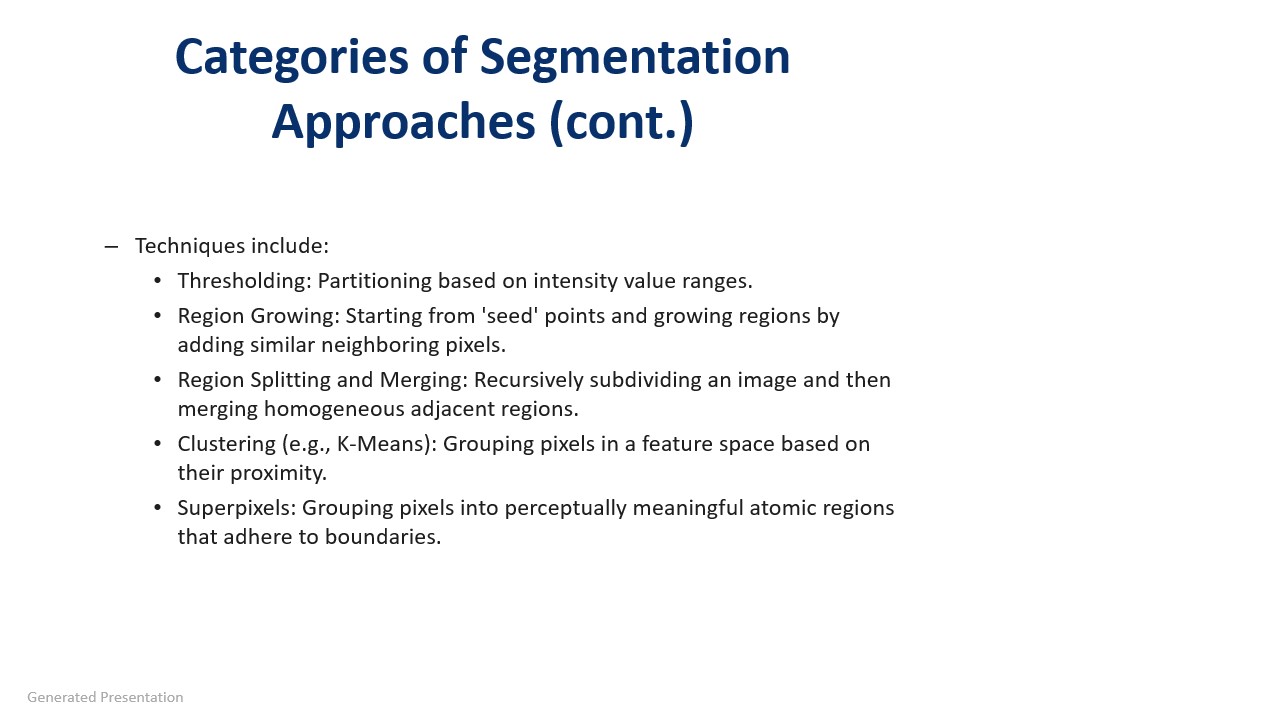 Categories of Segmentation
Approaches (cont.)
– Techniques include:
• Thresholding: Partitioning based on intensity value ranges.
• Region Growing: Starting from 'seed' points and growing regions by
adding similar neighboring pixels.
• Region Splitting and Merging: Recursively subdividing an image and then
merging homogeneous adjacent regions.
• Clustering (e.g., K-Means): Grouping pixels in a feature space based on
their proximity.
• Superpixels: Grouping pixels into perceptually meaningful atomic regions
that adhere to boundaries.
Generated Presentation